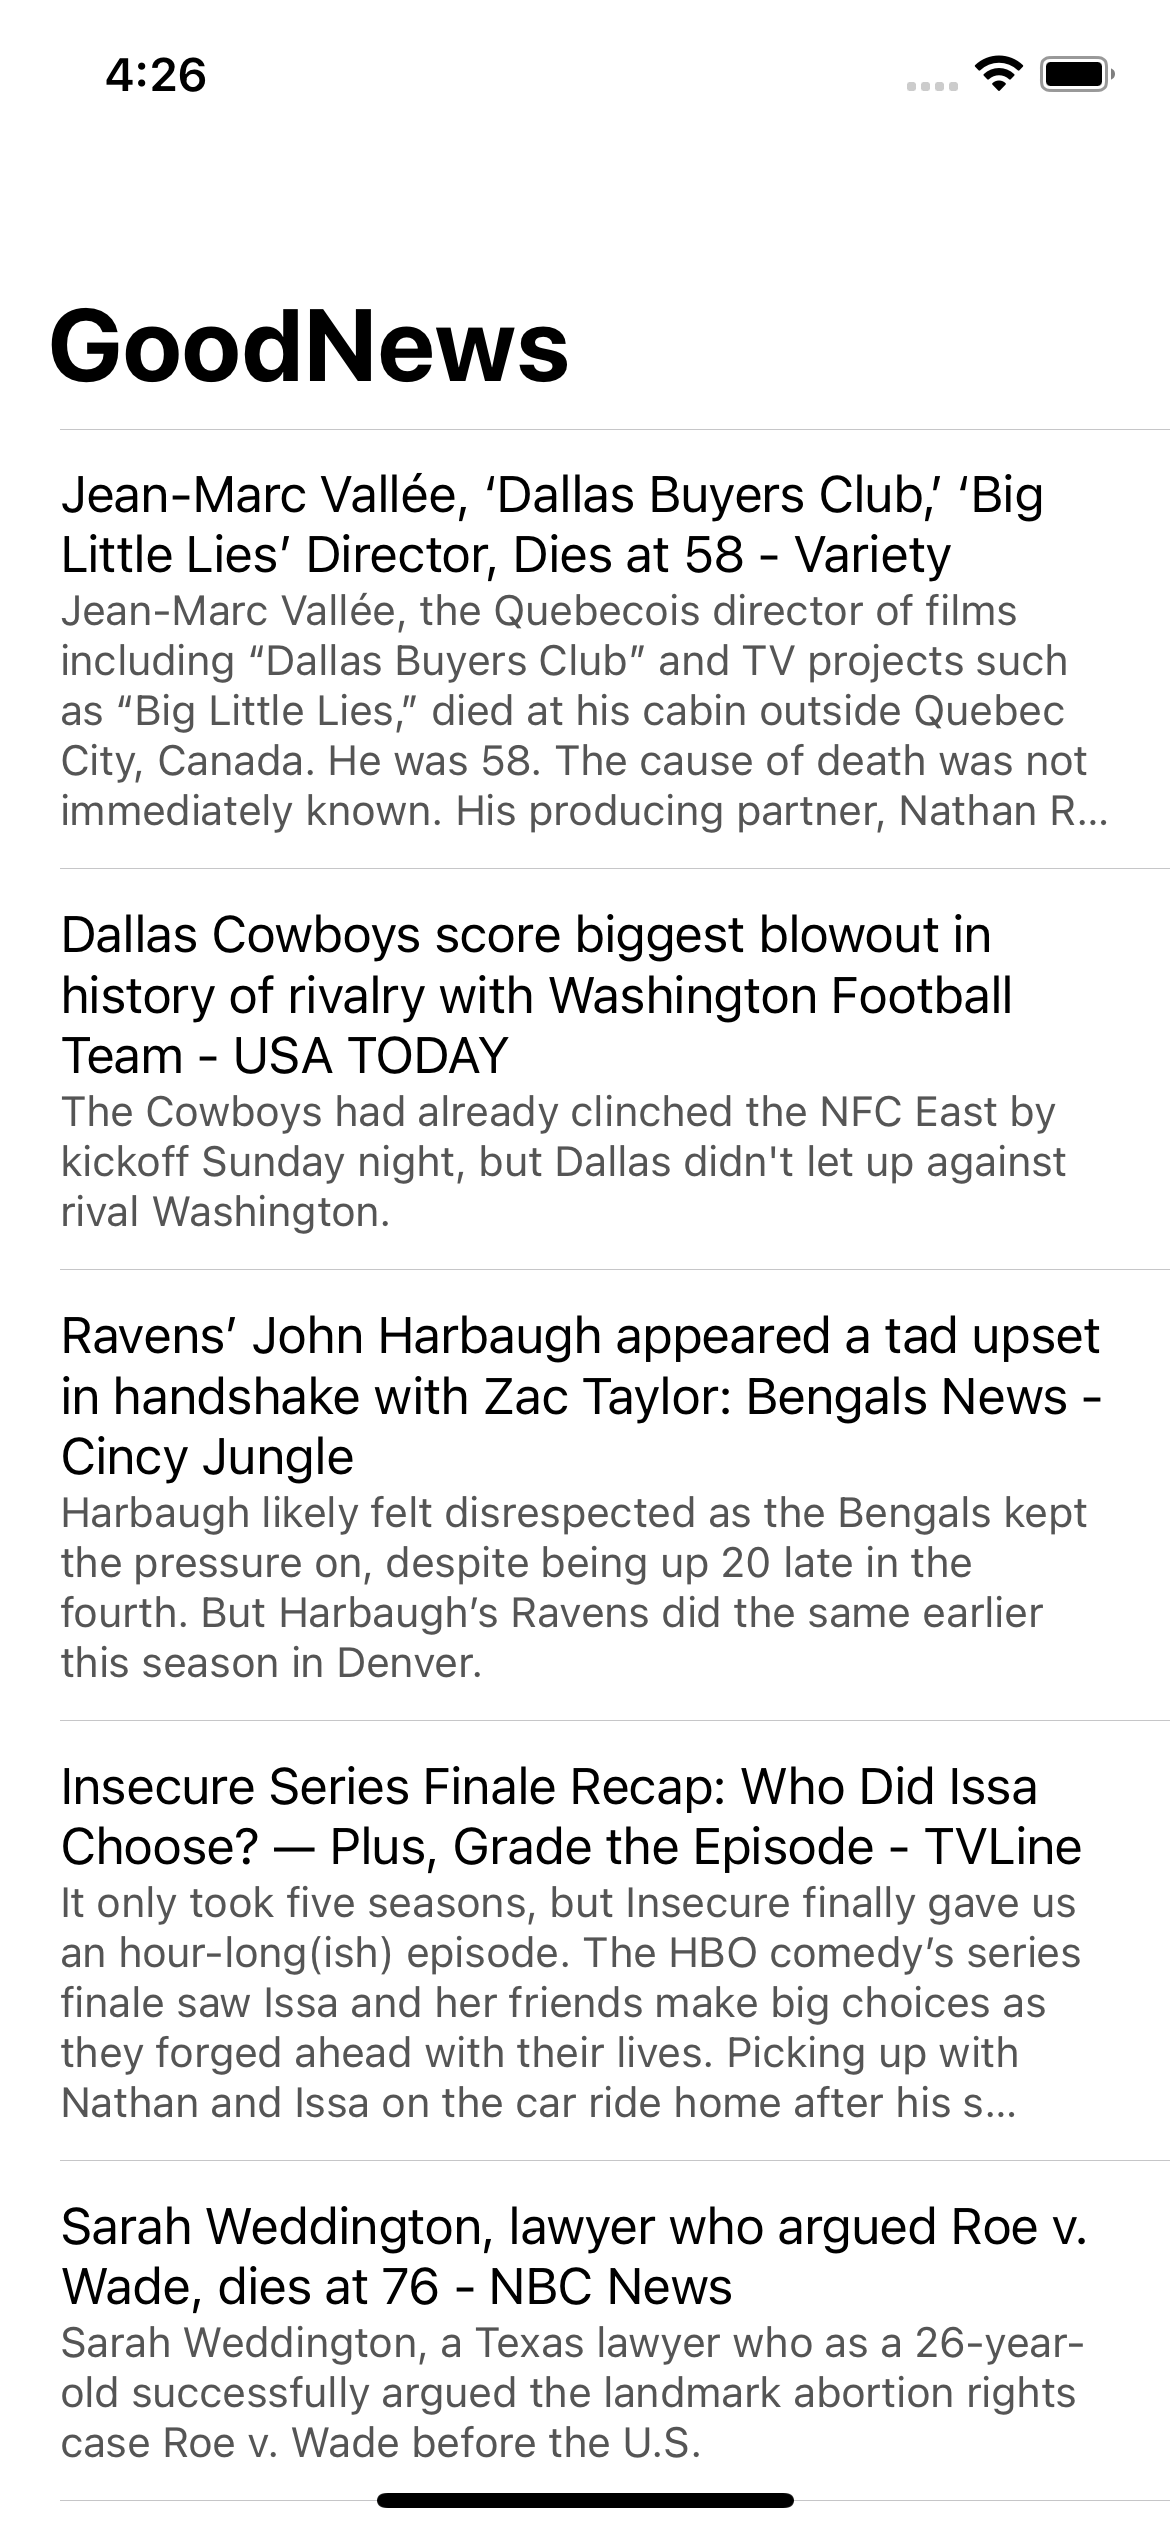 4:26
GoodNews
Jean-Marc Vallée, ‘Dallas Buyers Club,’ ‘Big
Little Lies’ Director, Dies at 58 - Variety
Jean-Marc Vallée, the Quebecois director of films
including “Dallas Buyers Club” and TV projects such
as “Big Little Lies,” died at his cabin outside Quebec
City, Canada. He was 58. The cause of death was not
immediately known. His producing partner, Nathan R...
Dallas Cowboys score biggest blowout in
history of rivalry with Washington Football
Team - USA TODAY
The Cowboys had already clinched the NFC East by
kickoff Sunday night, but Dallas didn't let up against
rival Washington.
Ravens’ John Harbaugh appeared a tad upset
in handshake with Zac Taylor: Bengals News -
Cincy Jungle
Harbaugh likely felt disrespected as the Bengals kept
the pressure on, despite being up 20 late in the
fourth. But Harbaugh’s Ravens did the same earlier
this season in Denver.
Insecure Series Finale Recap: Who Did Issa
Choose? — Plus, Grade the Episode - TVLine
It only took five seasons, but Insecure finally gave us
an hour-long(ish) episode. The HBO comedy’s series
finale saw Issa and her friends make big choices as
they forged ahead with their lives. Picking up with
Nathan and Issa on the car ride home after his s...
Sarah Weddington, lawyer who argued Roe v.
Wade, dies at 76 - NBC News
Sarah Weddington, a Texas lawyer who as a 26-year-
old successfully argued the landmark abortion rights
case Roe v. Wade before the U.S.